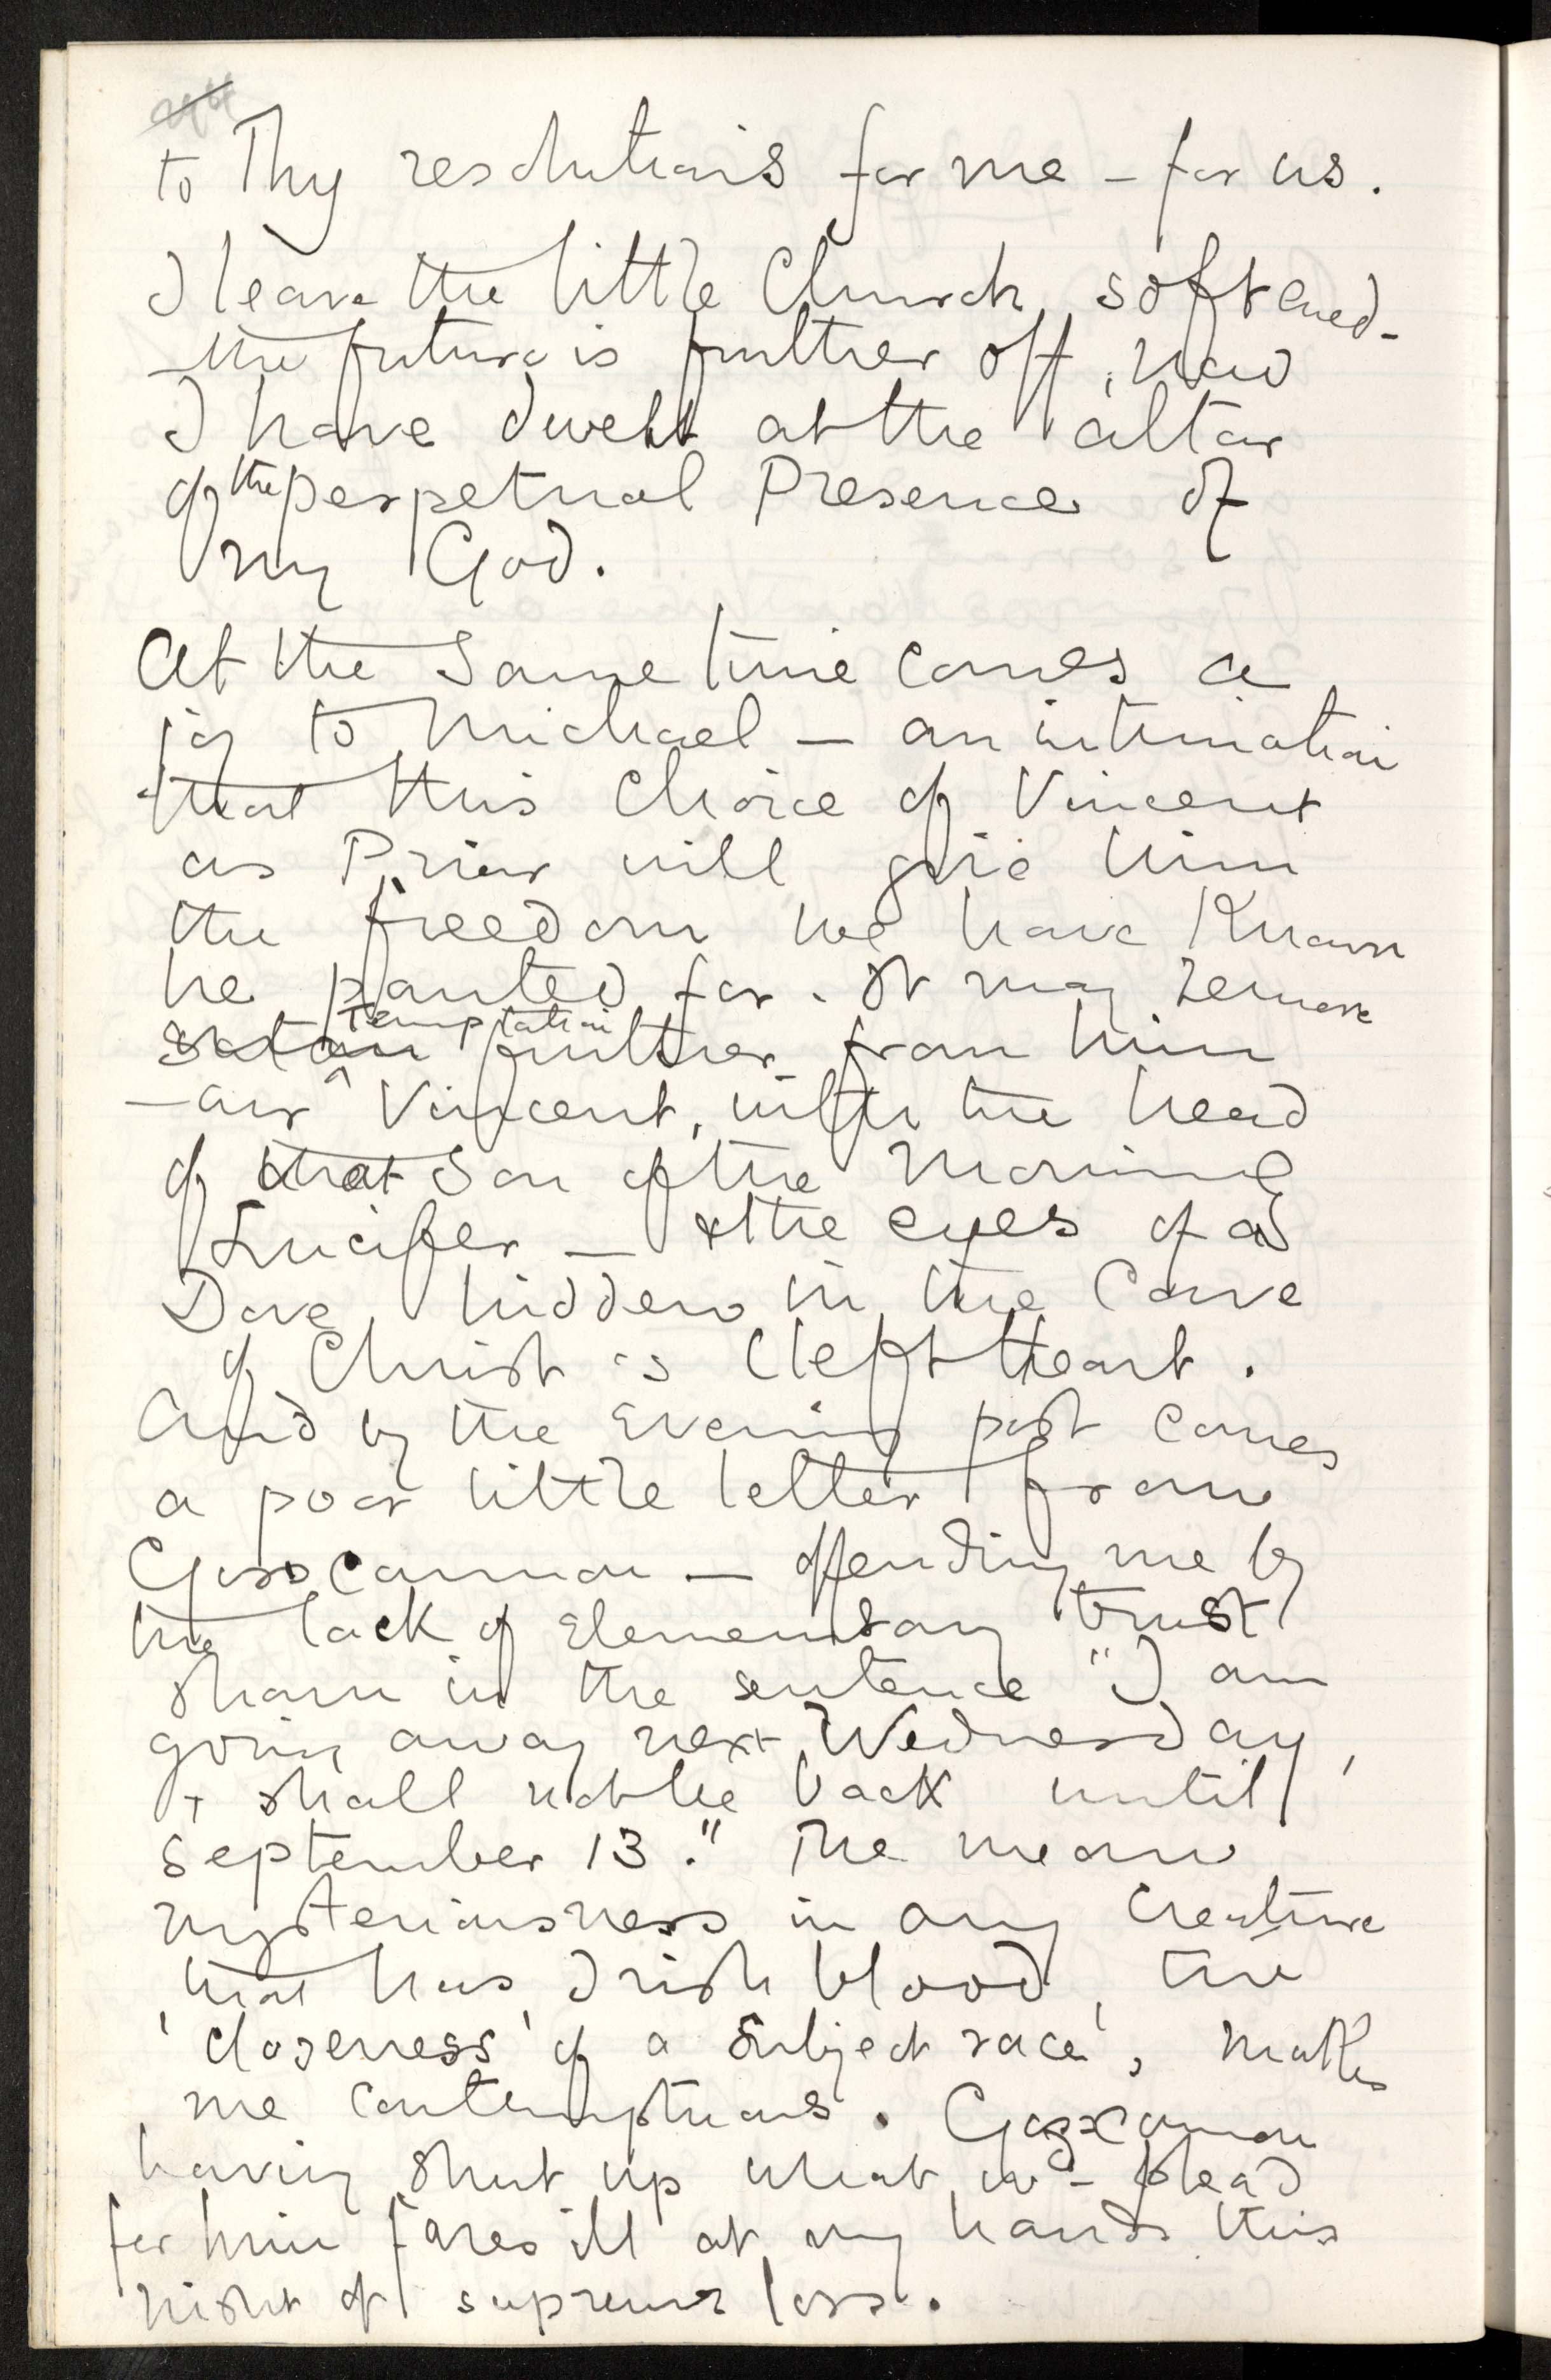 to Thy resolutions for me – for us.
I leave the little Church, softened –
– the future is further off, now
I have dwelt at the altar
of the perpetual Presence of
my God.
At the same time comes a
joy to Michael – an intimation
that this choice of Vincent
as Prior will give him
the freedom we have known
he panted for. It may remove
Satan temptation further from him
– our Vincent, with the head
of that Son of the Morning
Lucifer – & the eyes of a
Dove hidden in the Cave
of Christ's Cleft Heart.
And by the Evening post comes
a poor little letter from
Goscannon – offending me by
the lack of Elementary trust
shown in the sentence "I am
going away next Wednesday,
+ shall not be back until
September 13." The mean
mysteriousness in any creature
that has Irish blood, the
'closeness' of a 'subject race', makes
me contemptuous. Goscannon
having shut up what wd. plead
for him fares ill at my hands this
night of supreme loss.